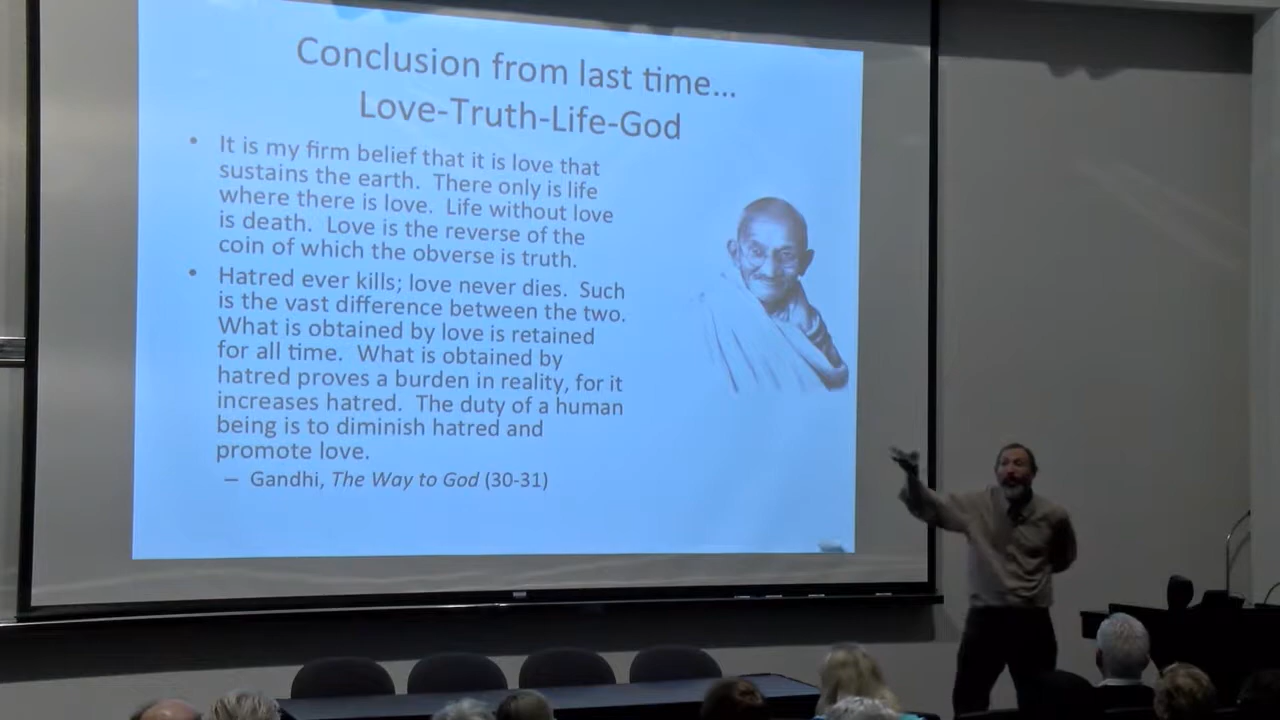 Conclusion from last time...
Love-Truth-Life-God
• It is my firm belief that it is love that
sustains the earth. There only is life
where there is love. Life without love
is death. Love is the reverse of the
coin of which the obverse is truth.
• Hatred ever kills; love never dies. Such
is the vast difference between the two.
What is obtained by love is retained
for all time. What is obtained by
hatred proves a burden in reality, for it
increases hatred. The duty of a human
being is to diminish hatred and
promote love.
– Gandhi, The Way to God (30-31)